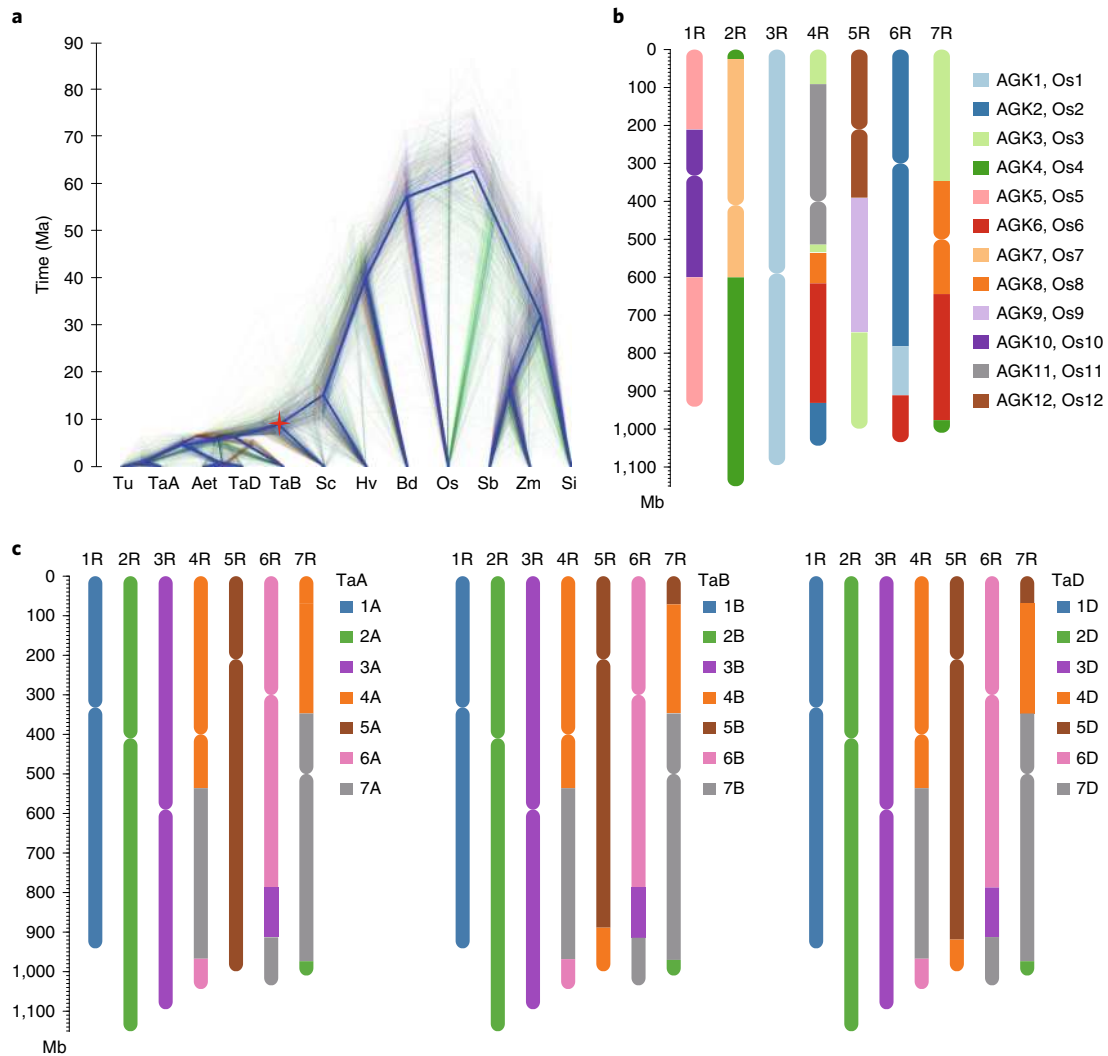 a
Time (Ma)
90
80
70
60
50
40
30
20
10
0
Tu TaA Aet TaD TaB Sc Hv Bd Os Sb Zm Si
b
1R 2R 3R 4R 5R 6R 7R
0
100
200
300
400
500
600
700
800
900
1,000
1,100
Mb
AGK1, Os1
AGK2, Os2
AGK3, Os3
AGK4, Os4
AGK5, Os5
AGK6, Os6
AGK7, Os7
AGK8, Os8
AGK9, Os9
AGK10, Os10
AGK11, Os11
AGK12, Os12
c
1R 2R 3R 4R 5R 6R 7R
0
100
200
300
400
500
600
700
800
900
1,000
1,100
Mb
TaA
1A
2A
3A
4A
5A
6A
7A
1R 2R 3R 4R 5R 6R 7R
TaB
1B
2B
3B
4B
5B
6B
7B
1R 2R 3R 4R 5R 6R 7R
TaD
1D
2D
3D
4D
5D
6D
7D